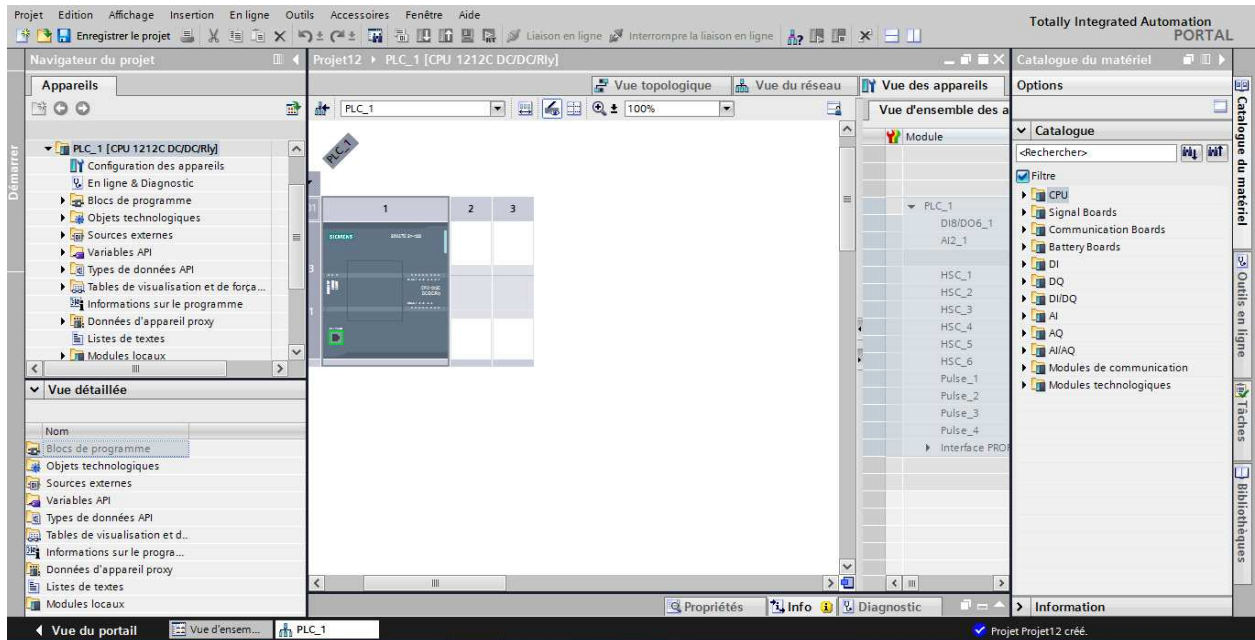 Projet Edition Affichage Insertion En ligne Outils Accessoires Fenêtre Aide
Totally Integrated Automation
PORTAL
Enregistrer le projet
Liaison en ligne
Interrompre la liaison en ligne
Navigateur du projet
Projet12 PLC_1 [CPU 1212C DC/DC/Rly]
Catalogue du matériel
Appareils
Vue topologique
Vue du réseau
Vue des appareils
Options
PLC_1
100%
Vue d'ensemble des a
Démarrer
PLC_1 [CPU 1212C DC/DC/Rly]
Configuration des appareils
En ligne & Diagnostic
Blocs de programme
Objets technologiques
Sources externes
Variables API
Types de données API
Tables de visualisation et de força...
Informations sur le programme
Données d'appareil proxy
Listes de textes
Modules locaux
Vue détaillée
Nom
Blocs de programme
Objets technologiques
Sources externes
Variables API
Types de données API
Tables de visualisation et d..
Informations sur le progra...
Données d'appareil proxy
Listes de textes
Modules locaux
PLC_1
1 2 3
SIEMENS
Module
PLC_1
DI8/DO6_1
AI2_1
HSC_1
HSC_2
HSC_3
HSC_4
HSC_5
HSC_6
Pulse_1
Pulse_2
Pulse_3
Pulse_4
Interface PROF
Catalogue
<Rechercher>
Filtre
CPU
Signal Boards
Communication Boards
Battery Boards
DI
DQ
DI/DQ
AI
AQ
AI/AQ
Modules de communication
Modules technologiques
Information
Catalogue du matériel
Outils en ligne
Tâches
Bibliothèques
Propriétés
Info
Diagnostic
Vue du portail
Vue d'ensem...
PLC_1
Projet Projet12 créé.